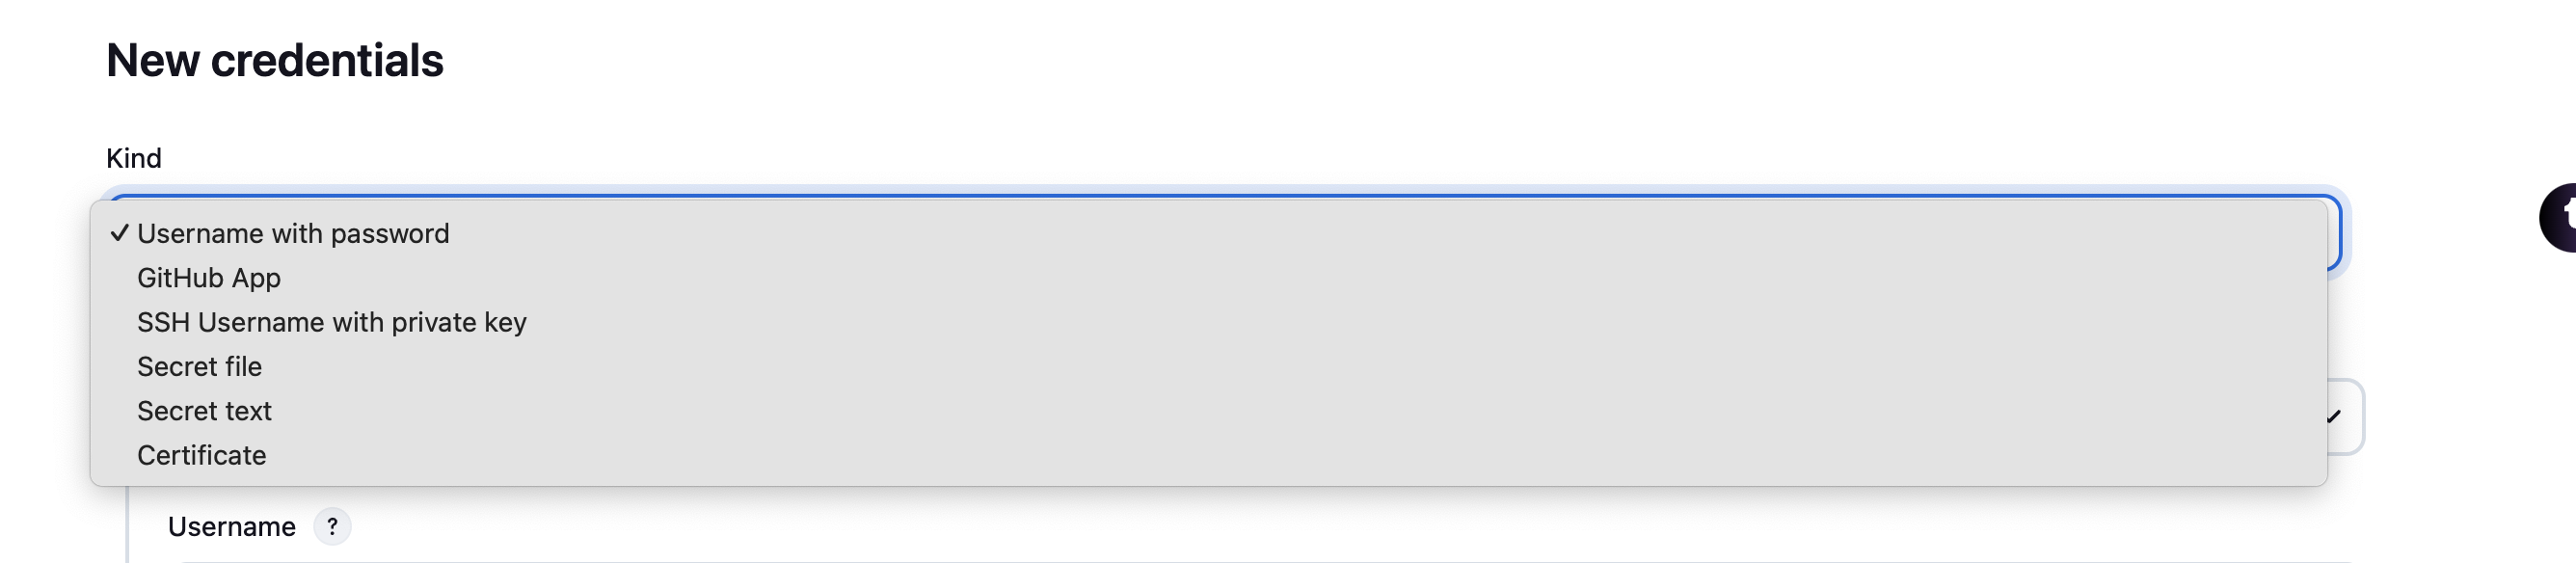 New credentials
Kind
Username with password
GitHub App
SSH Username with private key
Secret file
Secret text
Certificate
Username ?